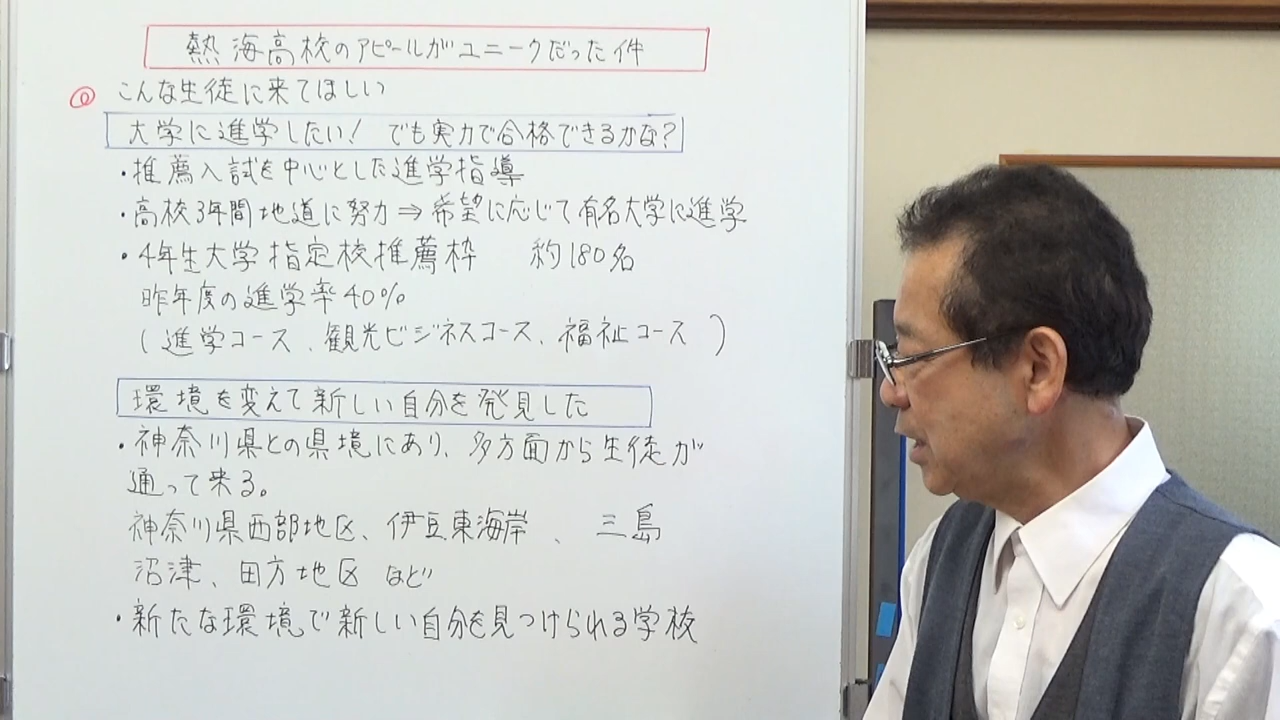 熱海高校のアピールがユニークだった件
◎ こんな生徒に来てほしい
大学に進学したい! でも実力で合格できるかな?
・推薦入試を中心とした進学指導
・高校3年間地道に努力⇒希望に応じて有名大学に進学
・4年生大学指定校推薦枠 約180名
昨年度の進学率40%
(進学コース、観光ビジネスコース、福祉コース)
環境を変えて新しい自分を発見した
・神奈川県との県境にあり、多方面から生徒が
通って来る。
神奈川県西部地区、伊豆東海岸、三島
沼津、田方地区 など
・新たな環境で新しい自分を見つけられる学校